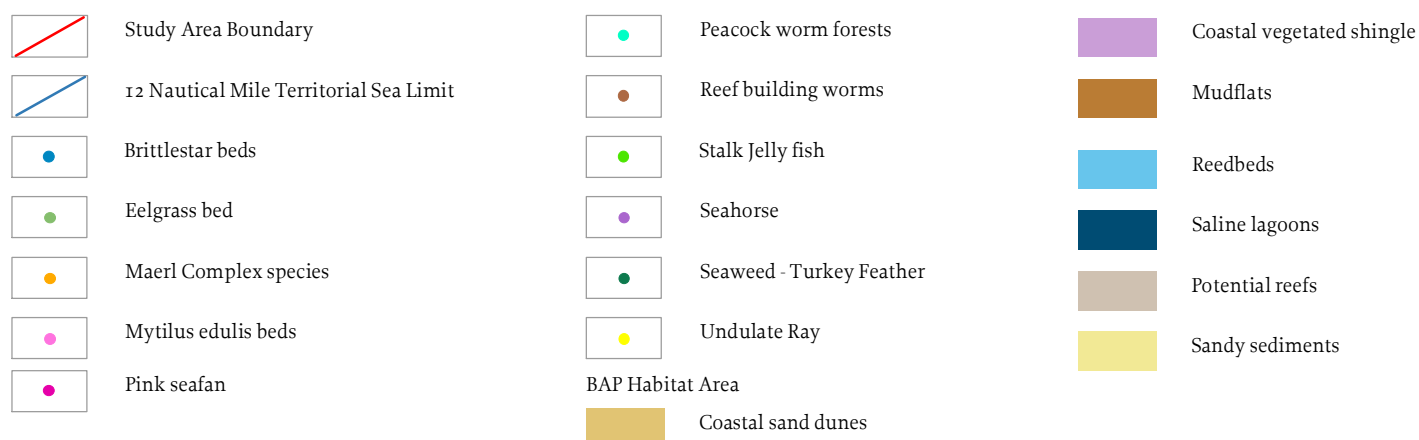 Study Area Boundary
12 Nautical Mile Territorial Sea Limit
Brittlestar beds
Eelgrass bed
Maerl Complex species
Mytilus edulis beds
Pink seafan
Peacock worm forests
Reef building worms
Stalk Jelly fish
Seahorse
Seaweed - Turkey Feather
Undulate Ray
BAP Habitat Area
Coastal sand dunes
Coastal vegetated shingle
Mudflats
Reedbeds
Saline lagoons
Potential reefs
Sandy sediments